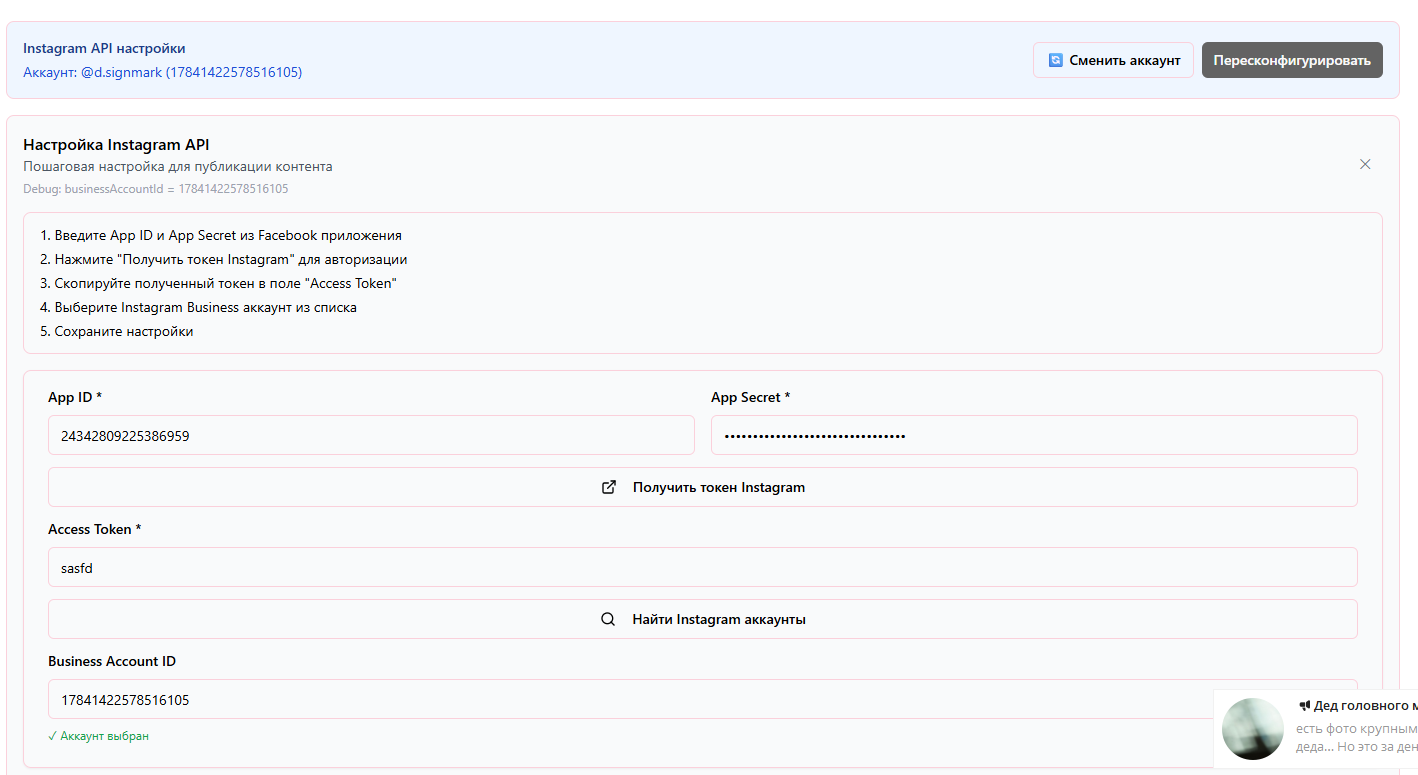 Instagram API настройки
Аккаунт: @d.signmark (17841422578516105)
Сменить аккаунт
Пересконфигурировать
Настройка Instagram API
Пошаговая настройка для публикации контента
Debug: businessAccountId = 17841422578516105
1. Введите App ID и App Secret из Facebook приложения
2. Нажмите "Получить токен Instagram" для авторизации
3. Скопируйте полученный токен в поле "Access Token"
4. Выберите Instagram Business аккаунт из списка
5. Сохраните настройки
App ID *
App Secret *
24342809225386959
••••••••••••••••••••••••••••••••
Получить токен Instagram
Access Token *
sasfd
Найти Instagram аккаунты
Business Account ID
17841422578516105
✓ Аккаунт выбран
Дед головного м
есть фото крупным
деда... Но это за ден